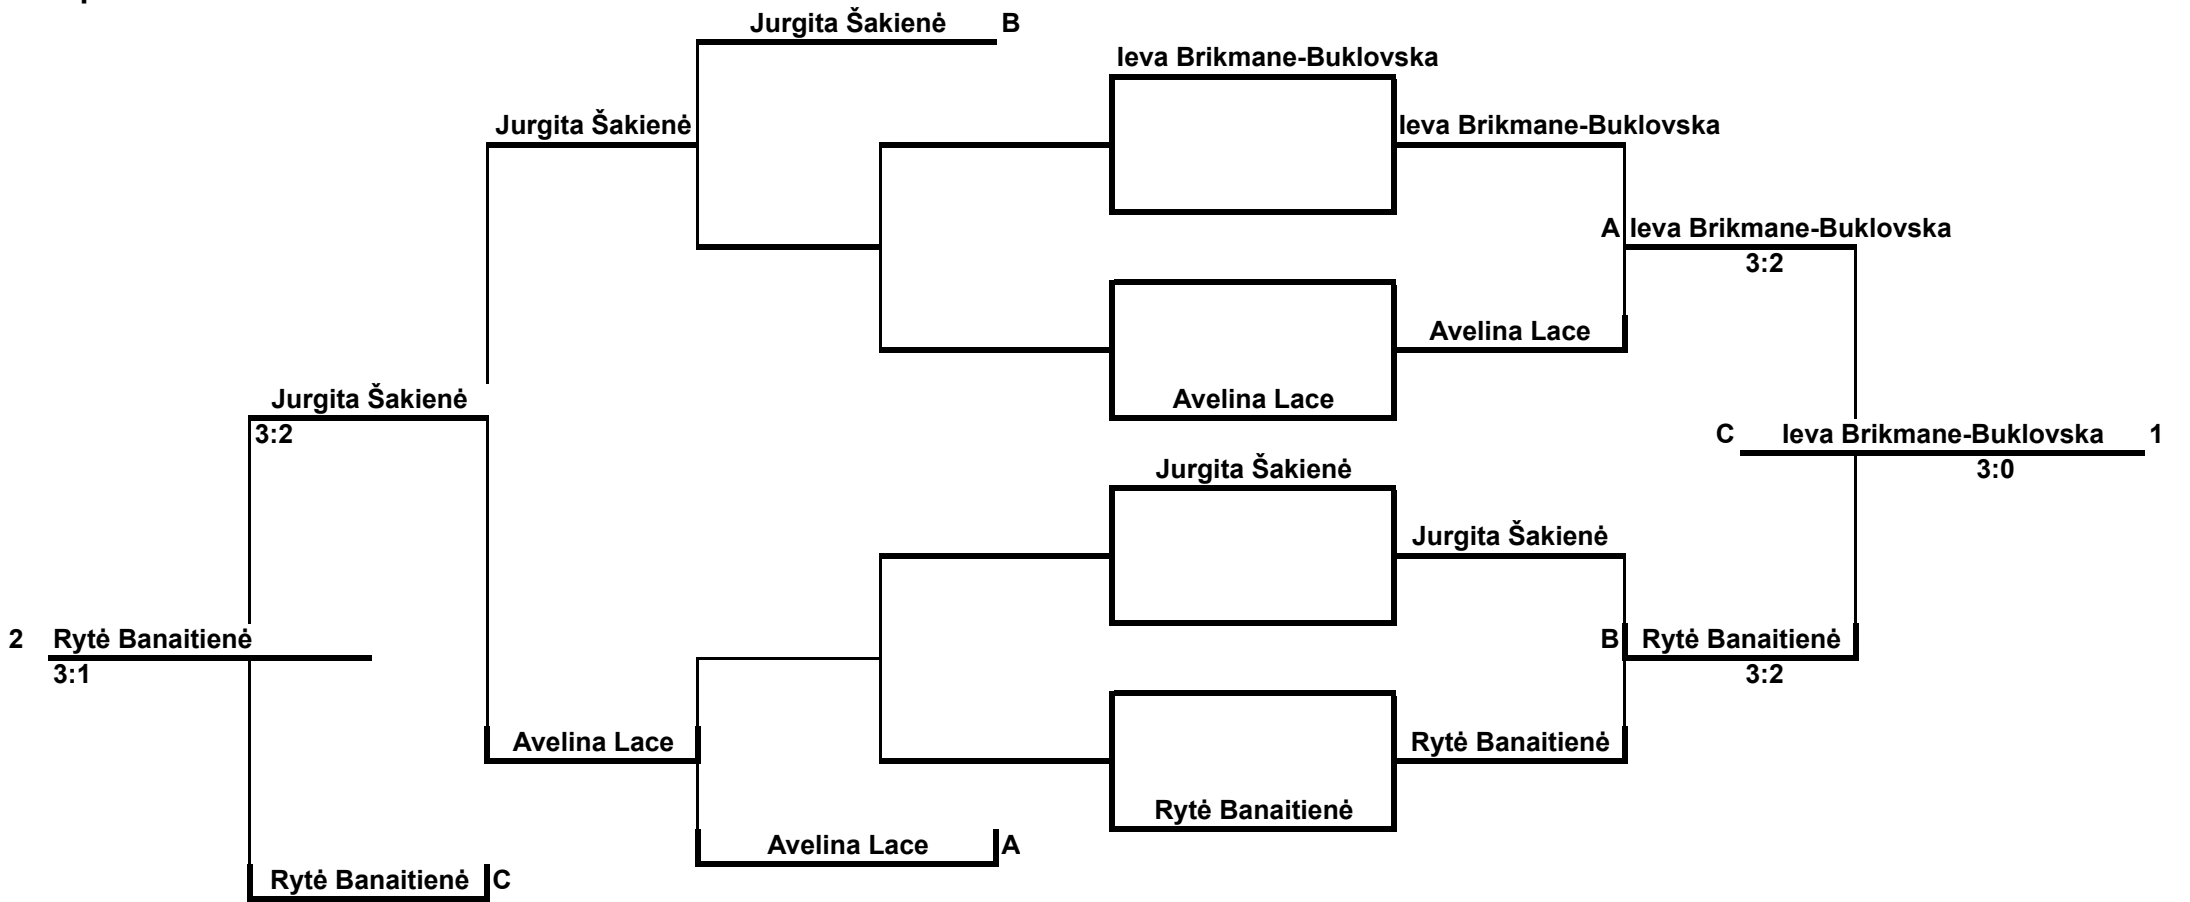 Jurgita Šakienė B
Ieva Brikmane-Buklovska
Jurgita Šakienė
Ieva Brikmane-Buklovska
A Ieva Brikmane-Buklovska
3:2
Avelina Lace
Jurgita Šakienė
Avelina Lace
3:2
C Ieva Brikmane-Buklovska 1
Jurgita Šakienė
3:0
Jurgita Šakienė
2 Rytė Banaitienė
B Rytė Banaitienė
3:1
3:2
Avelina Lace
Rytė Banaitienė
Rytė Banaitienė
Avelina Lace A
Rytė Banaitienė C